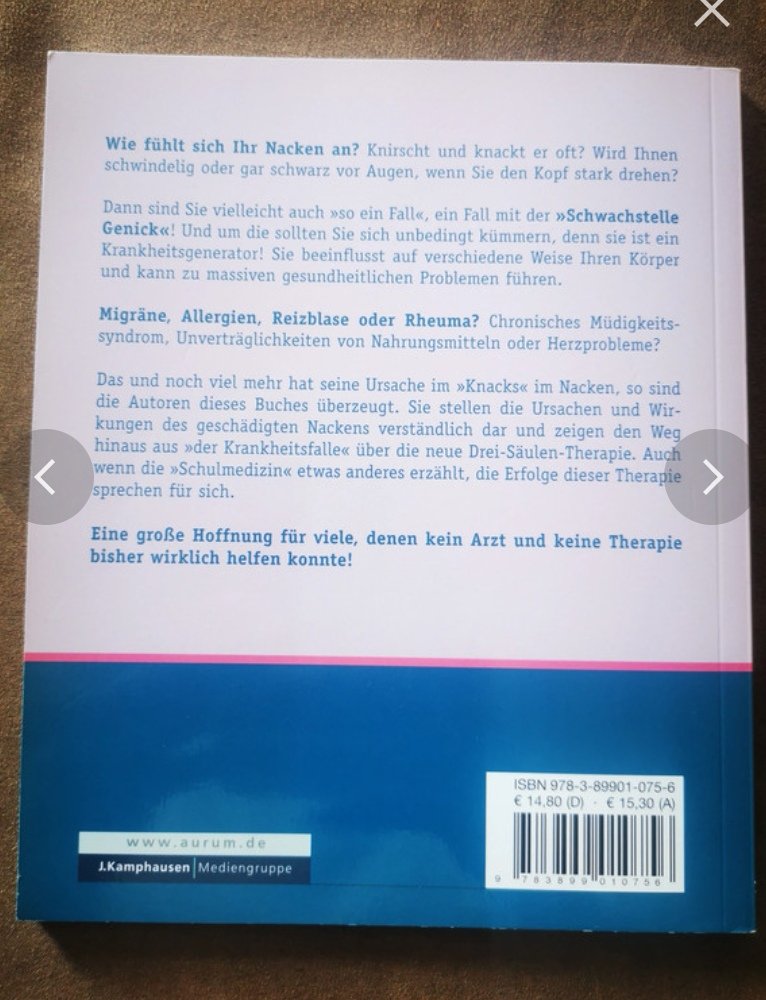 Wie fühlt sich Ihr Nacken an? Knirscht und knackt er oft? Wird Ihnen
schwindelig oder gar schwarz vor Augen, wenn Sie den Kopf stark drehen?
Dann sind Sie vielleicht auch »so ein Fall«, ein Fall mit der »Schwachstelle
Genick«! Und um die sollten Sie sich unbedingt kümmern, denn sie ist ein
Krankheitsgenerator! Sie beeinflusst auf verschiedene Weise Ihren Körper
und kann zu massiven gesundheitlichen Problemen führen.
Migräne, Allergien, Reizblase oder Rheuma? Chronisches Müdigkeits-
syndrom, Unverträglichkeiten von Nahrungsmitteln oder Herzprobleme?
Das und noch viel mehr hat seine Ursache im »Knacks« im Nacken, so sind
die Autoren dieses Buches überzeugt. Sie stellen die Ursachen und Wir-
kungen des geschädigten Nackens verständlich dar und zeigen den Weg
hinaus aus »der Krankheitsfalle« über die neue Drei-Säulen-Therapie. Auch
wenn die »Schulmedizin« etwas anderes erzählt, die Erfolge dieser Therapie
sprechen für sich.
Eine große Hoffnung für viele, denen kein Arzt und keine Therapie
bisher wirklich helfen konnte!
ISBN 978-3-89901-075-6
€ 14,80 (D) · € 15,30 (A)
9 783899 010756
www.aurum.de
J.Kamphausen|Mediengruppe